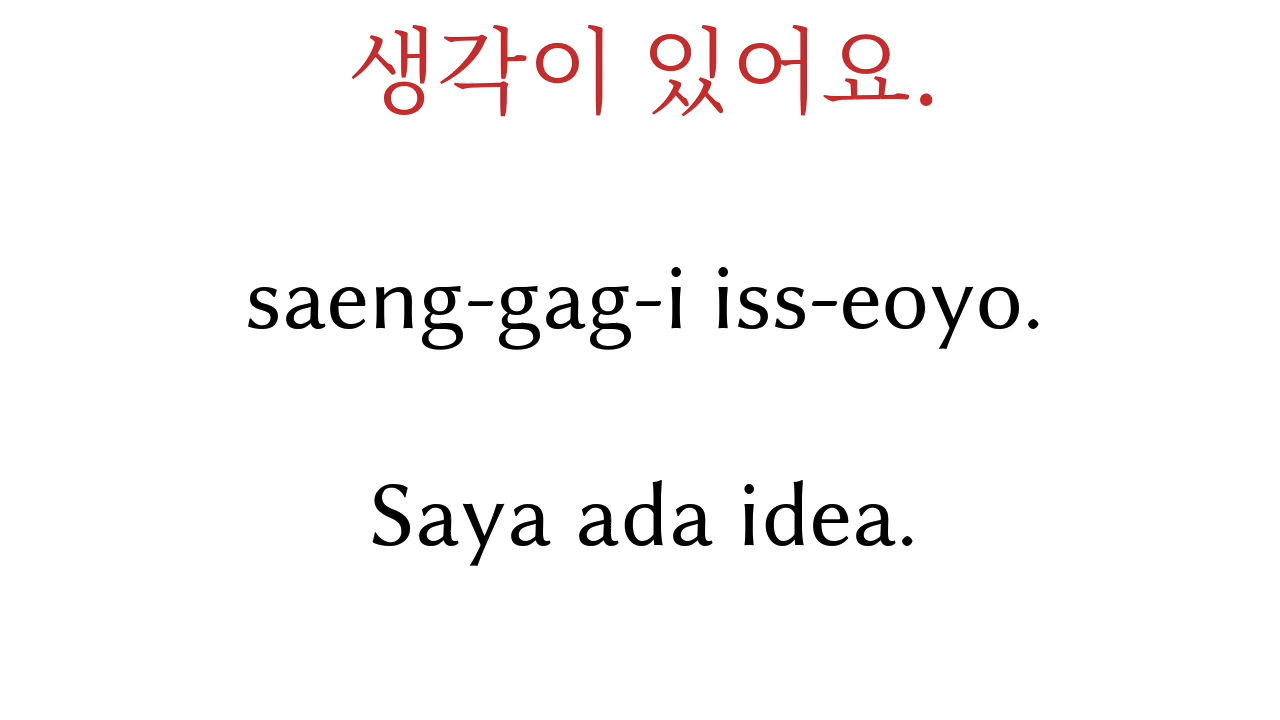 생각이 있어요.
saeng-gag-i iss-eoyo.
Saya ada idea.